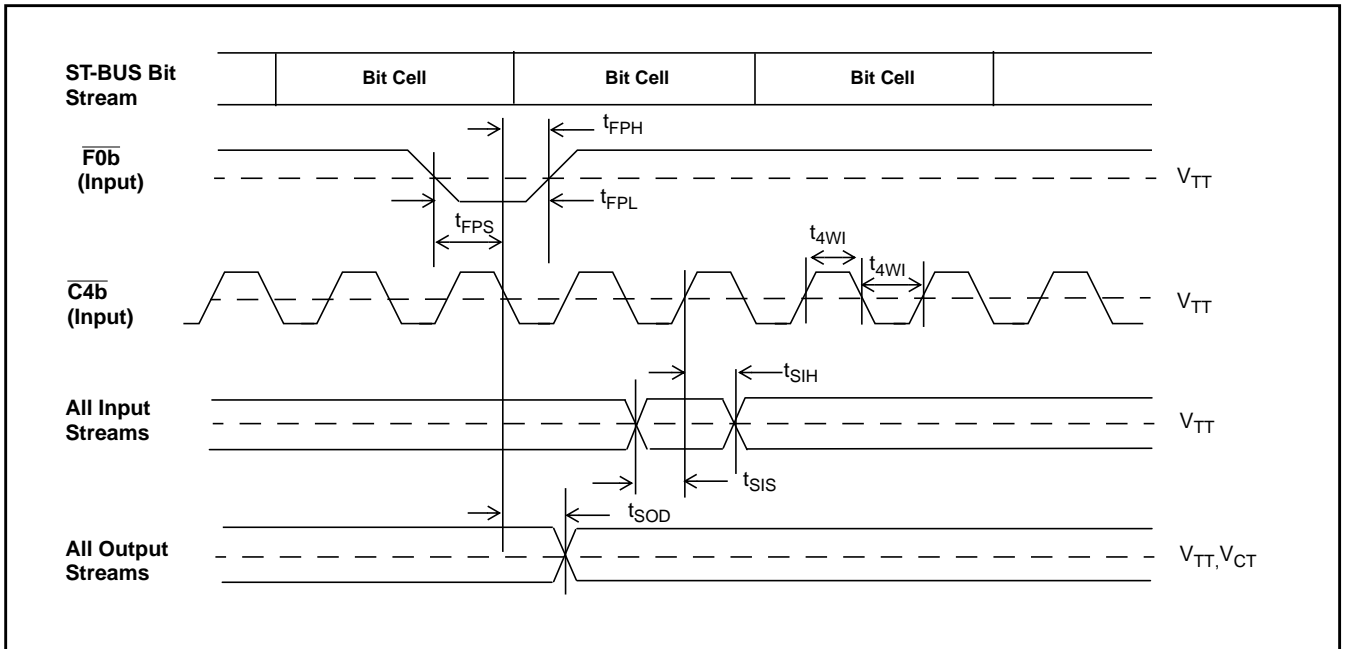 ST-BUS Bit
Stream
Bit Cell
Bit Cell
Bit Cell
tFPH
F0b
(Input)
VTT
tFPL
tFPS
t4WI
t4WI
C4b
(Input)
VTT
tSIH
All Input
Streams
VTT
tSIS
tSOD
All Output
Streams
VTT,VCT